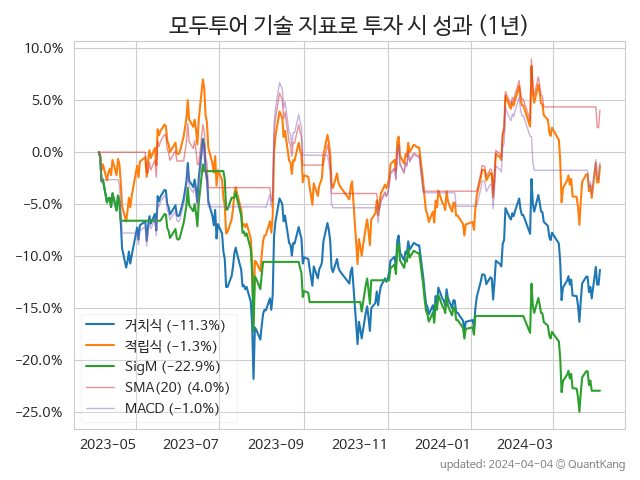 모두투어 기술 지표로 투자 시 성과 (1년)
10.0%
5.0%
0.0%
−5.0%
−10.0%
−15.0%
−20.0%
−25.0%
거치식 (−11.3%)
적립식 (−1.3%)
SigM (−22.9%)
SMA(20) (4.0%)
MACD (−1.0%)
2023-05
2023-07
2023-09
2023-11
2024-01
2024-03
updated: 2024-04-04 © QuantKang